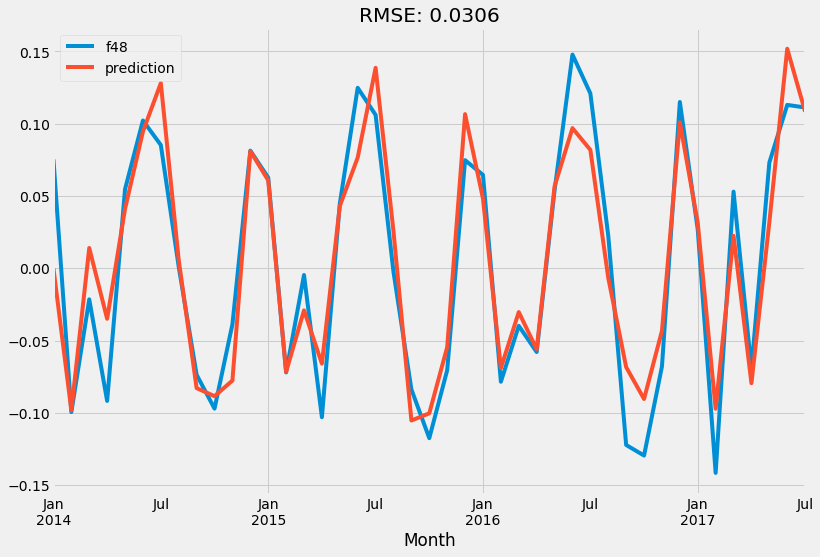 RMSE: 0.0306
f48
prediction
0.15
0.10
0.05
0.00
−0.05
−0.10
−0.15
Jan Jul Jan Jul Jan Jul Jan Jul
2014 2015 2016 2017
Month